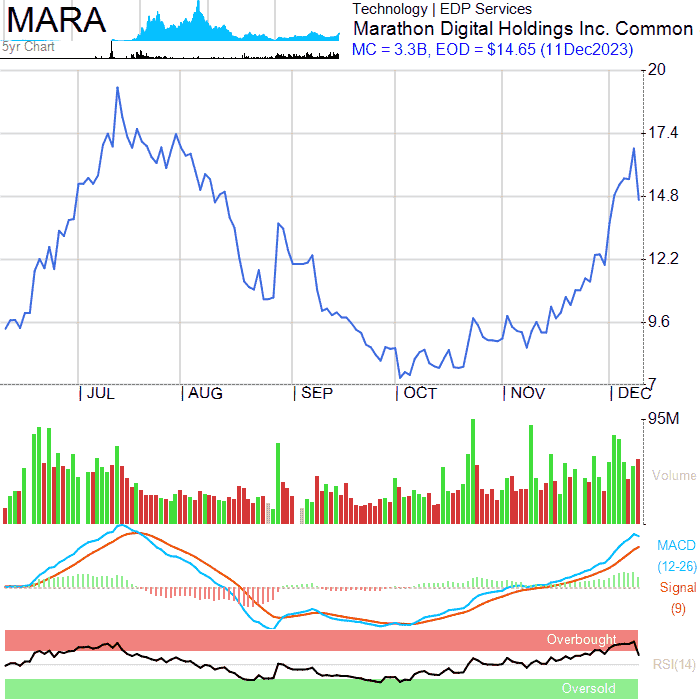 MARA
5yr Chart
Technology | EDP Services
Marathon Digital Holdings Inc. Common
MC = 3.3B, EOD = $14.65 (11Dec2023)
20
17.4
14.8
12.2
9.6
7
| JUL | AUG | SEP | OCT | NOV | DEC
95M
Volume
MACD
(12-26)
Signal
(9)
Overbought
RSI(14)
Oversold